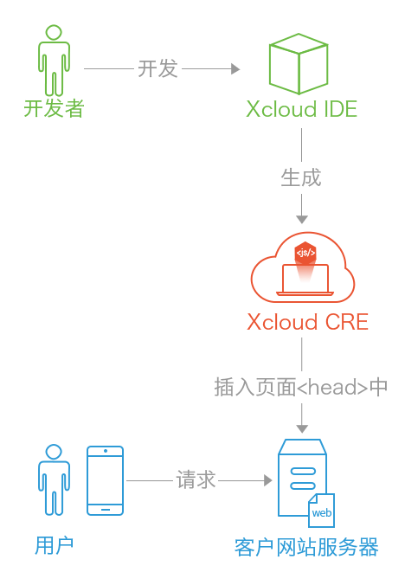 开发
开发者
Xcloud IDE
生成
<js/>
Xcloud CRE
插入页面<head>中
请求
web
用户
客户网站服务器